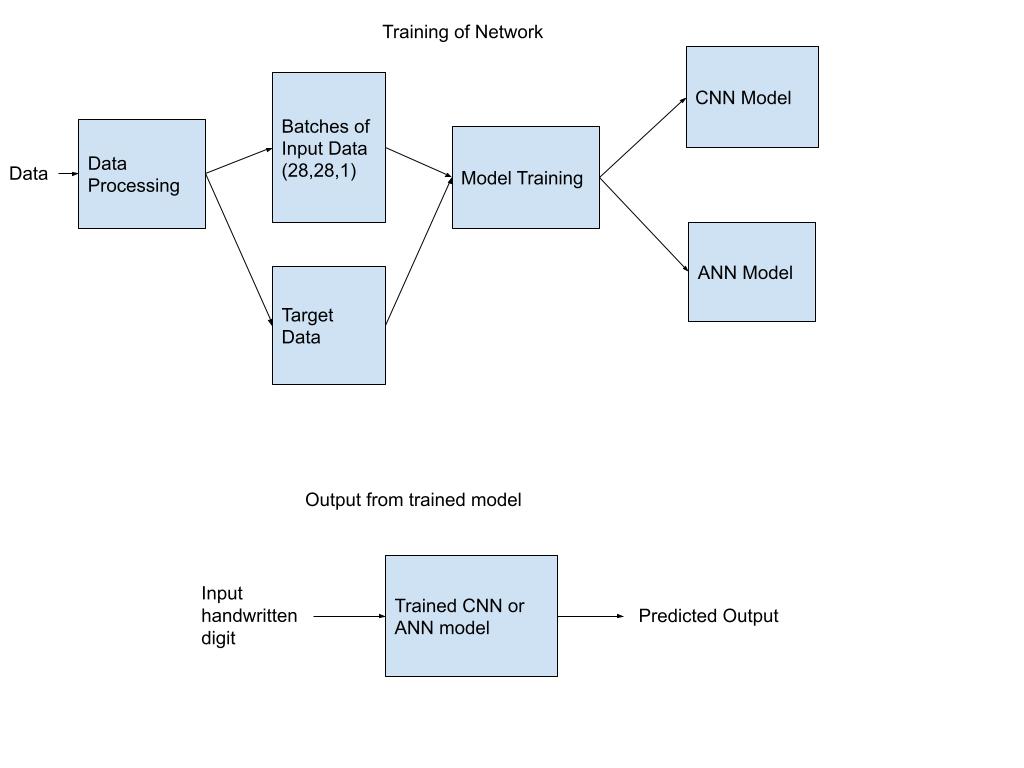 Training of Network
Data
Data
Processing
Batches of
Input Data
(28,28,1)
Target
Data
Model Training
CNN Model
ANN Model
Output from trained model
Input
handwritten
digit
Trained CNN or
ANN model
Predicted Output